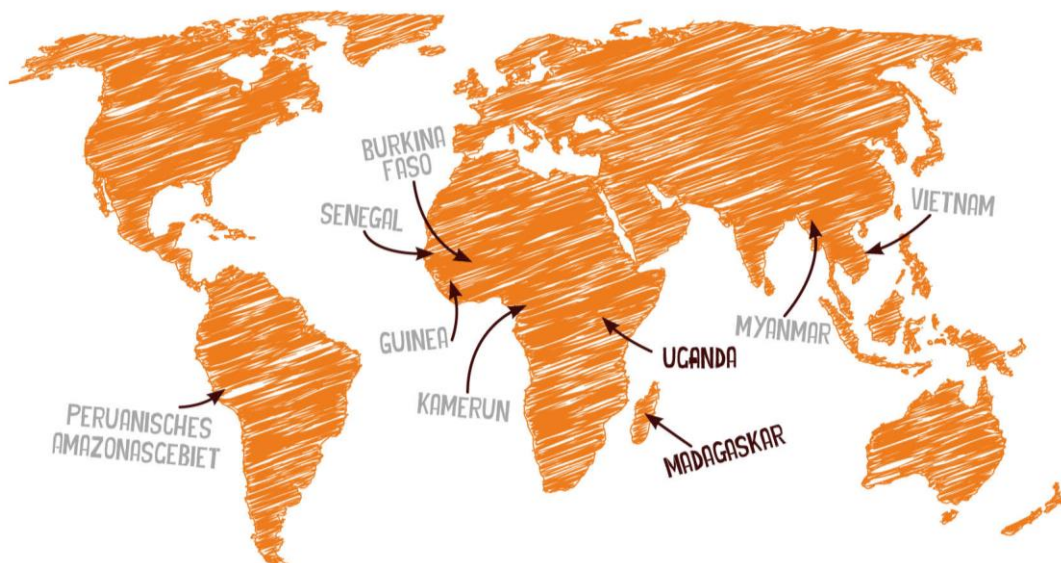 BURKINA
FASO
SENEGAL
VIETNAM
GUINEA
MYANMAR
UGANDA
KAMERUN
PERUANISCHES
AMAZONASGEBIET
MADAGASKAR